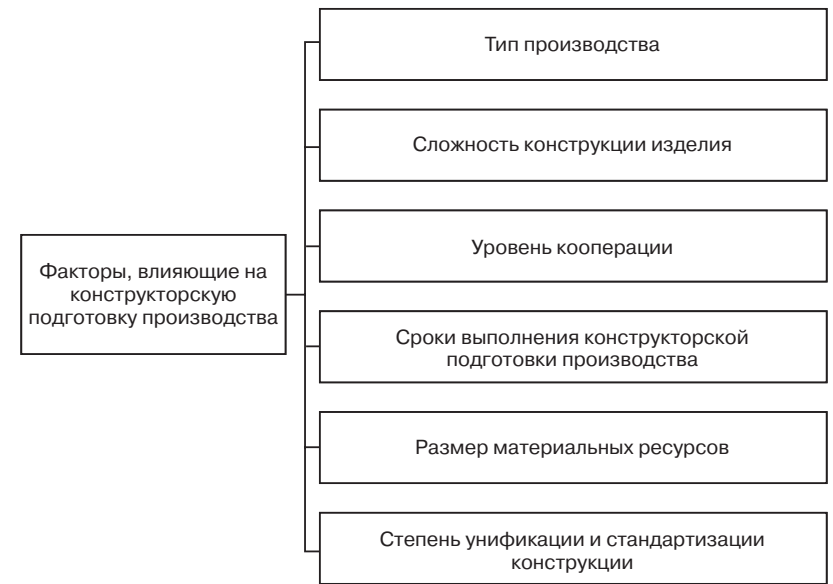 Факторы, влияющие на
конструкторскую
подготовку производства
Тип производства
Сложность конструкции изделия
Уровень кооперации
Сроки выполнения конструкторской
подготовки производства
Размер материальных ресурсов
Степень унификации и стандартизации
конструкции